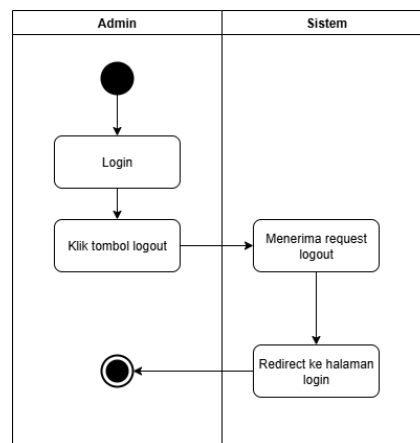 Admin
Sistem
Login
Klik tombol logout
Menerima request
logout
Redirect ke halaman
login